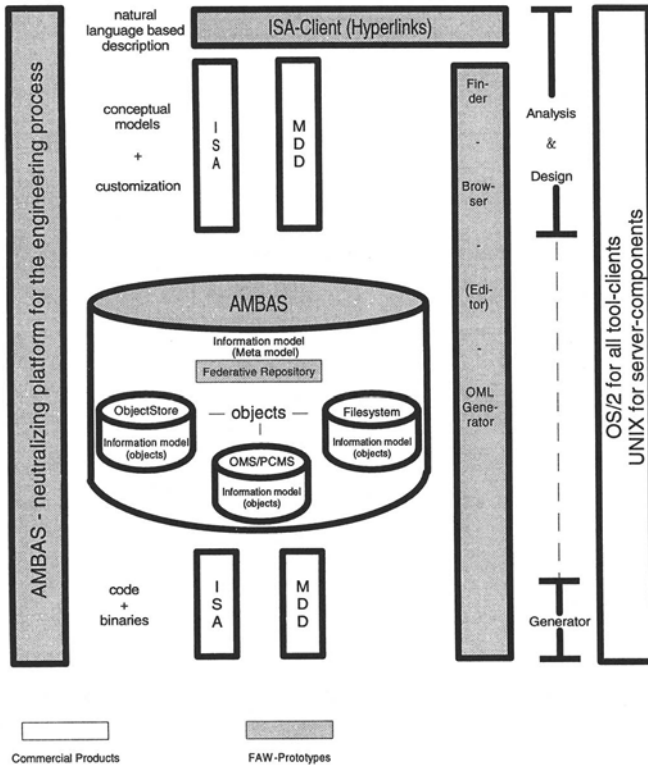 natural
language based
description
ISA-Client (Hyperlinks)
AMBAS - neutralizing platform for the engineering process
conceptual
models
+
customization
I
S
A
M
D
D
Fin-
der
-
Brow-
ser
-
(Edi-
tor)
-
OML
Gene-
rator
Analysis
&
Design
OS/2 for all tool-clients
UNIX for server-components
AMBAS
Information model
(Meta model)
Federative Repository
ObjectStore
Information model
(objects)
objects
Filesystem
Information model
(objects)
OMS/PCMS
Information model
(objects)
code
+
binaries
I
S
A
M
D
D
Generator
Commercial Products
FAW-Prototypes